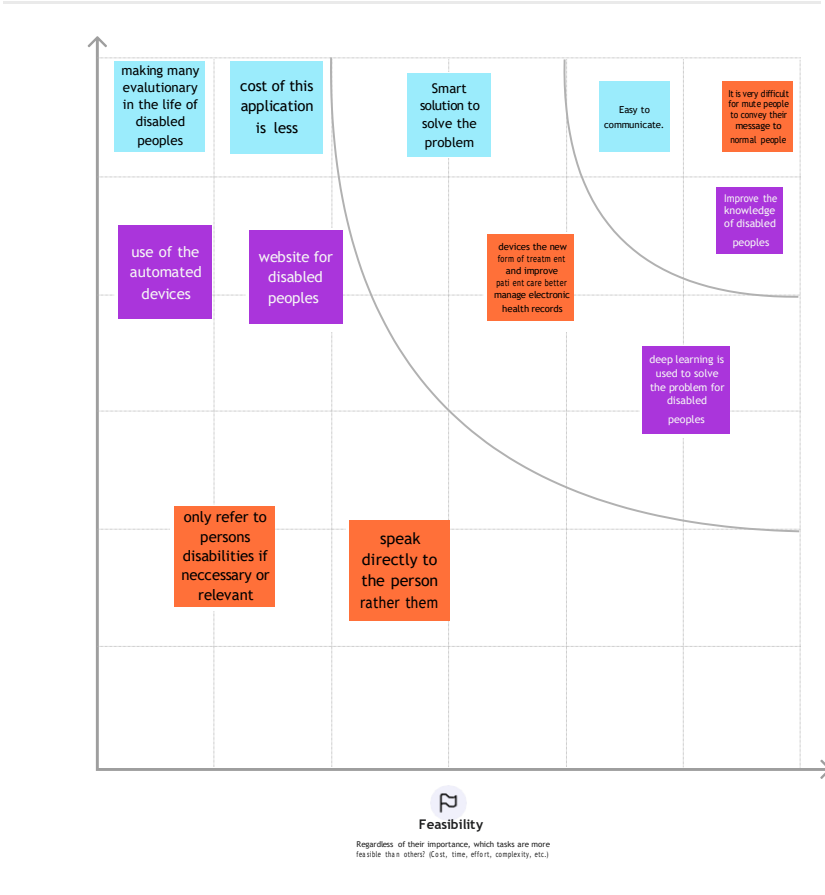 making many
evalutionary
in the life of
disabled
peoples
cost of this
application
is less
Smart
solution to
solve the
problem
Easy to
communicate.
It is very difficult
for mute people
to convey their
message to
normal people
Improve the
knowledge
of disabled
peoples
use of the
automated
devices
website for
disabled
peoples
devices the new
form of treatm ent
and improve
pati ent care better
manage electronic
health records
deep learning is
used to solve
the problem for
disabled
peoples
only refer to
persons
disabilities if
neccessary or
relevant
speak
directly to
the person
rather them
Feasibility
Regardless of their importance, which tasks are more
feasible than others? (Cost, time, effort, complexity, etc.)